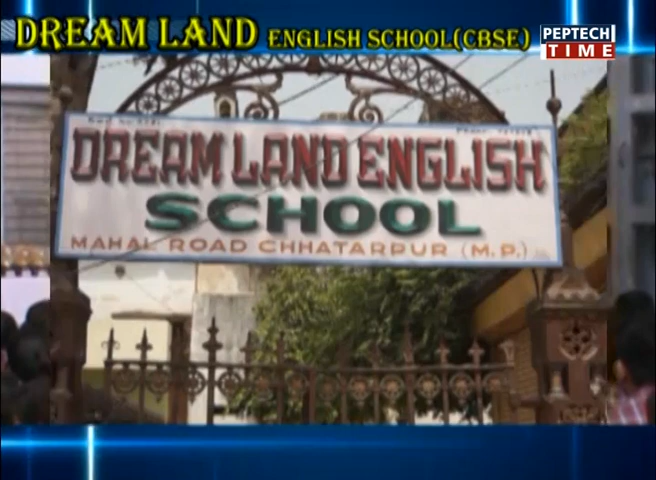 DREAM LAND ENGLISH SCHOOL(CBSE)
PEPTECH
TIME
DREAM LAND ENGLISH
SCHOOL
MAHAL ROAD CHHATARPUR (M.P.)